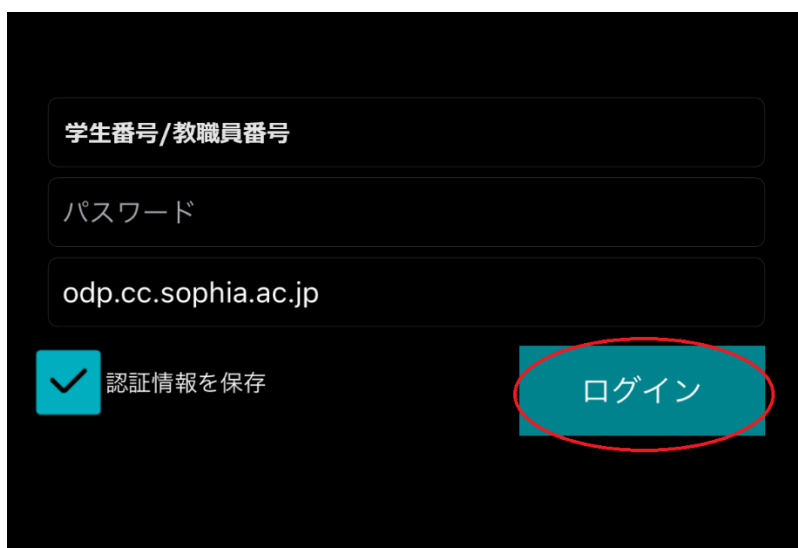 学生番号/教職員番号
パスワード
odp.cc.sophia.ac.jp
認証情報を保存
ログイン